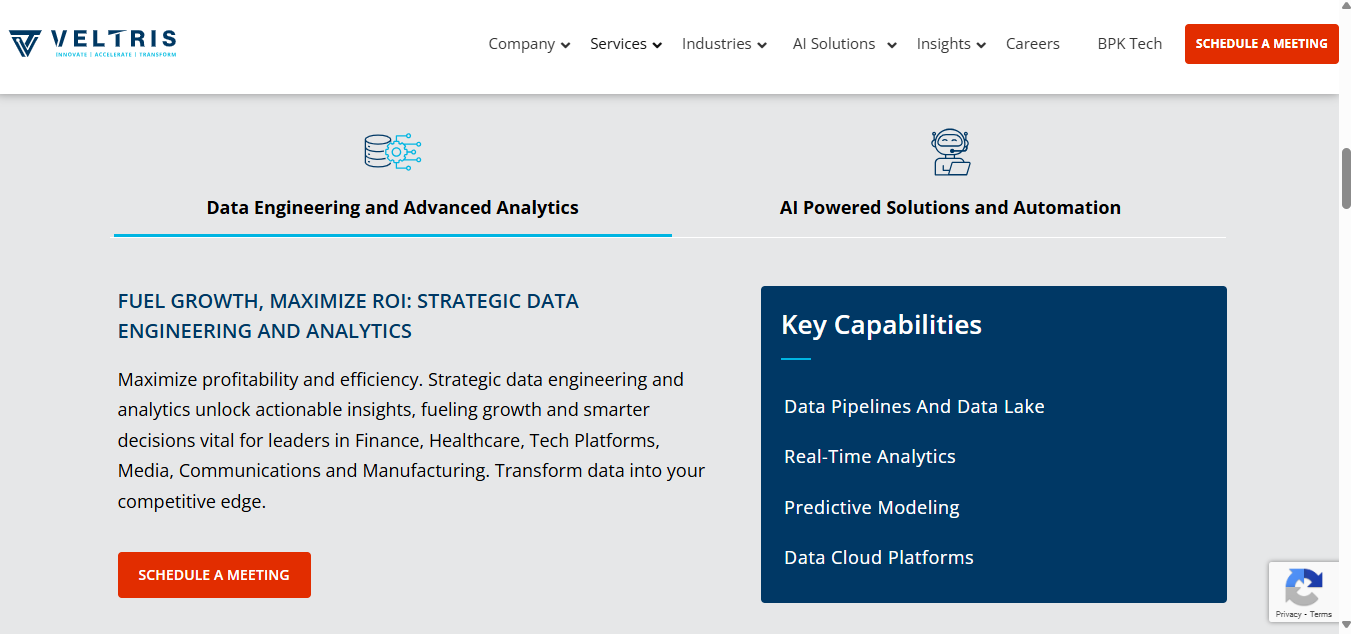 VELTRIS
INNOVATE | ACCELERATE | TRANSFORM
Company
Services
Industries
AI Solutions
Insights
Careers
BPK Tech
SCHEDULE A MEETING
Data Engineering and Advanced Analytics
AI Powered Solutions and Automation
FUEL GROWTH, MAXIMIZE ROI: STRATEGIC DATA
ENGINEERING AND ANALYTICS
Maximize profitability and efficiency. Strategic data engineering and
analytics unlock actionable insights, fueling growth and smarter
decisions vital for leaders in Finance, Healthcare, Tech Platforms,
Media, Communications and Manufacturing. Transform data into your
competitive edge.
SCHEDULE A MEETING
Key Capabilities
Data Pipelines And Data Lake
Real-Time Analytics
Predictive Modeling
Data Cloud Platforms
Privacy - Terms